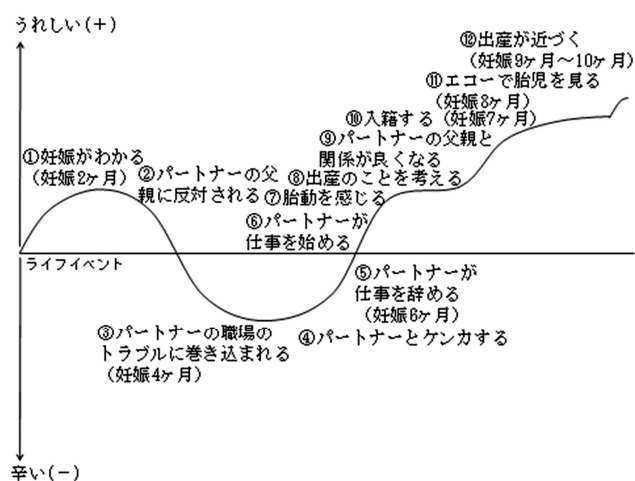 うれしい(+)
⑫出産が近づく
(妊娠9ヶ月～10ヶ月)
⑪エコーで胎児を見る
(妊娠8ヶ月)
⑩入籍する(妊娠7ヶ月)
⑨パートナーの父親と
関係が良くなる
①妊娠がわかる
(妊娠2ヶ月)
②パートナーの父
親に反対される
⑧出産のことを考える
⑦胎動を感じる
⑥パートナーが
仕事を始める
ライフイベント
⑤パートナーが
仕事を辞める
(妊娠6ヶ月)
③パートナーの職場の
トラブルに巻き込まれる
(妊娠4ヶ月)
④パートナーとケンカする
辛い(－)